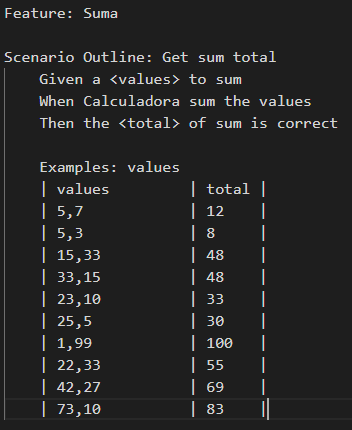 Feature: Suma
Scenario Outline: Get sum total
Given a <values> to sum
When Calculadora sum the values
Then the <total> of sum is correct
Examples: values
| values | total |
| 5,7 | 12 |
| 5,3 | 8 |
| 15,33 | 48 |
| 33,15 | 48 |
| 23,10 | 33 |
| 25,5 | 30 |
| 1,99 | 100 |
| 22,33 | 55 |
| 42,27 | 69 |
| 73,10 | 83 |